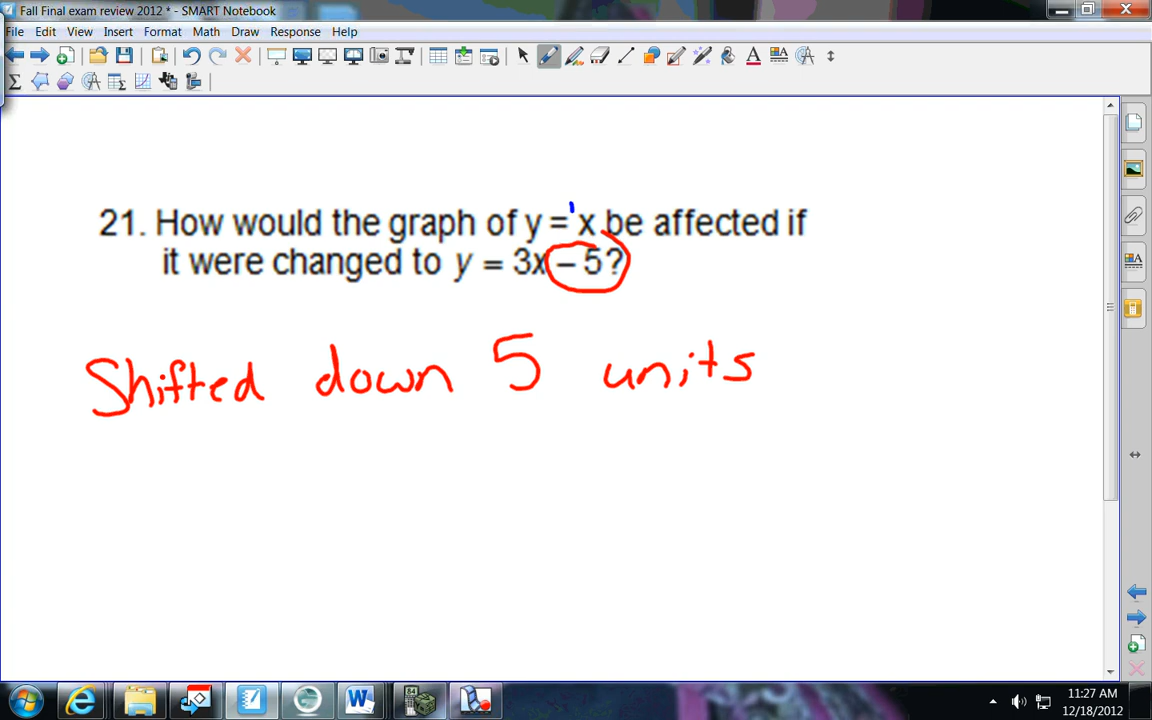 Fall Final exam review 2012 * - SMART Notebook
File Edit View Insert Format Math Draw Response Help
21. How would the graph of y = 'x be affected if
it were changed to y = 3x – 5?
Shifted down 5 units
11:27 AM
12/18/2012